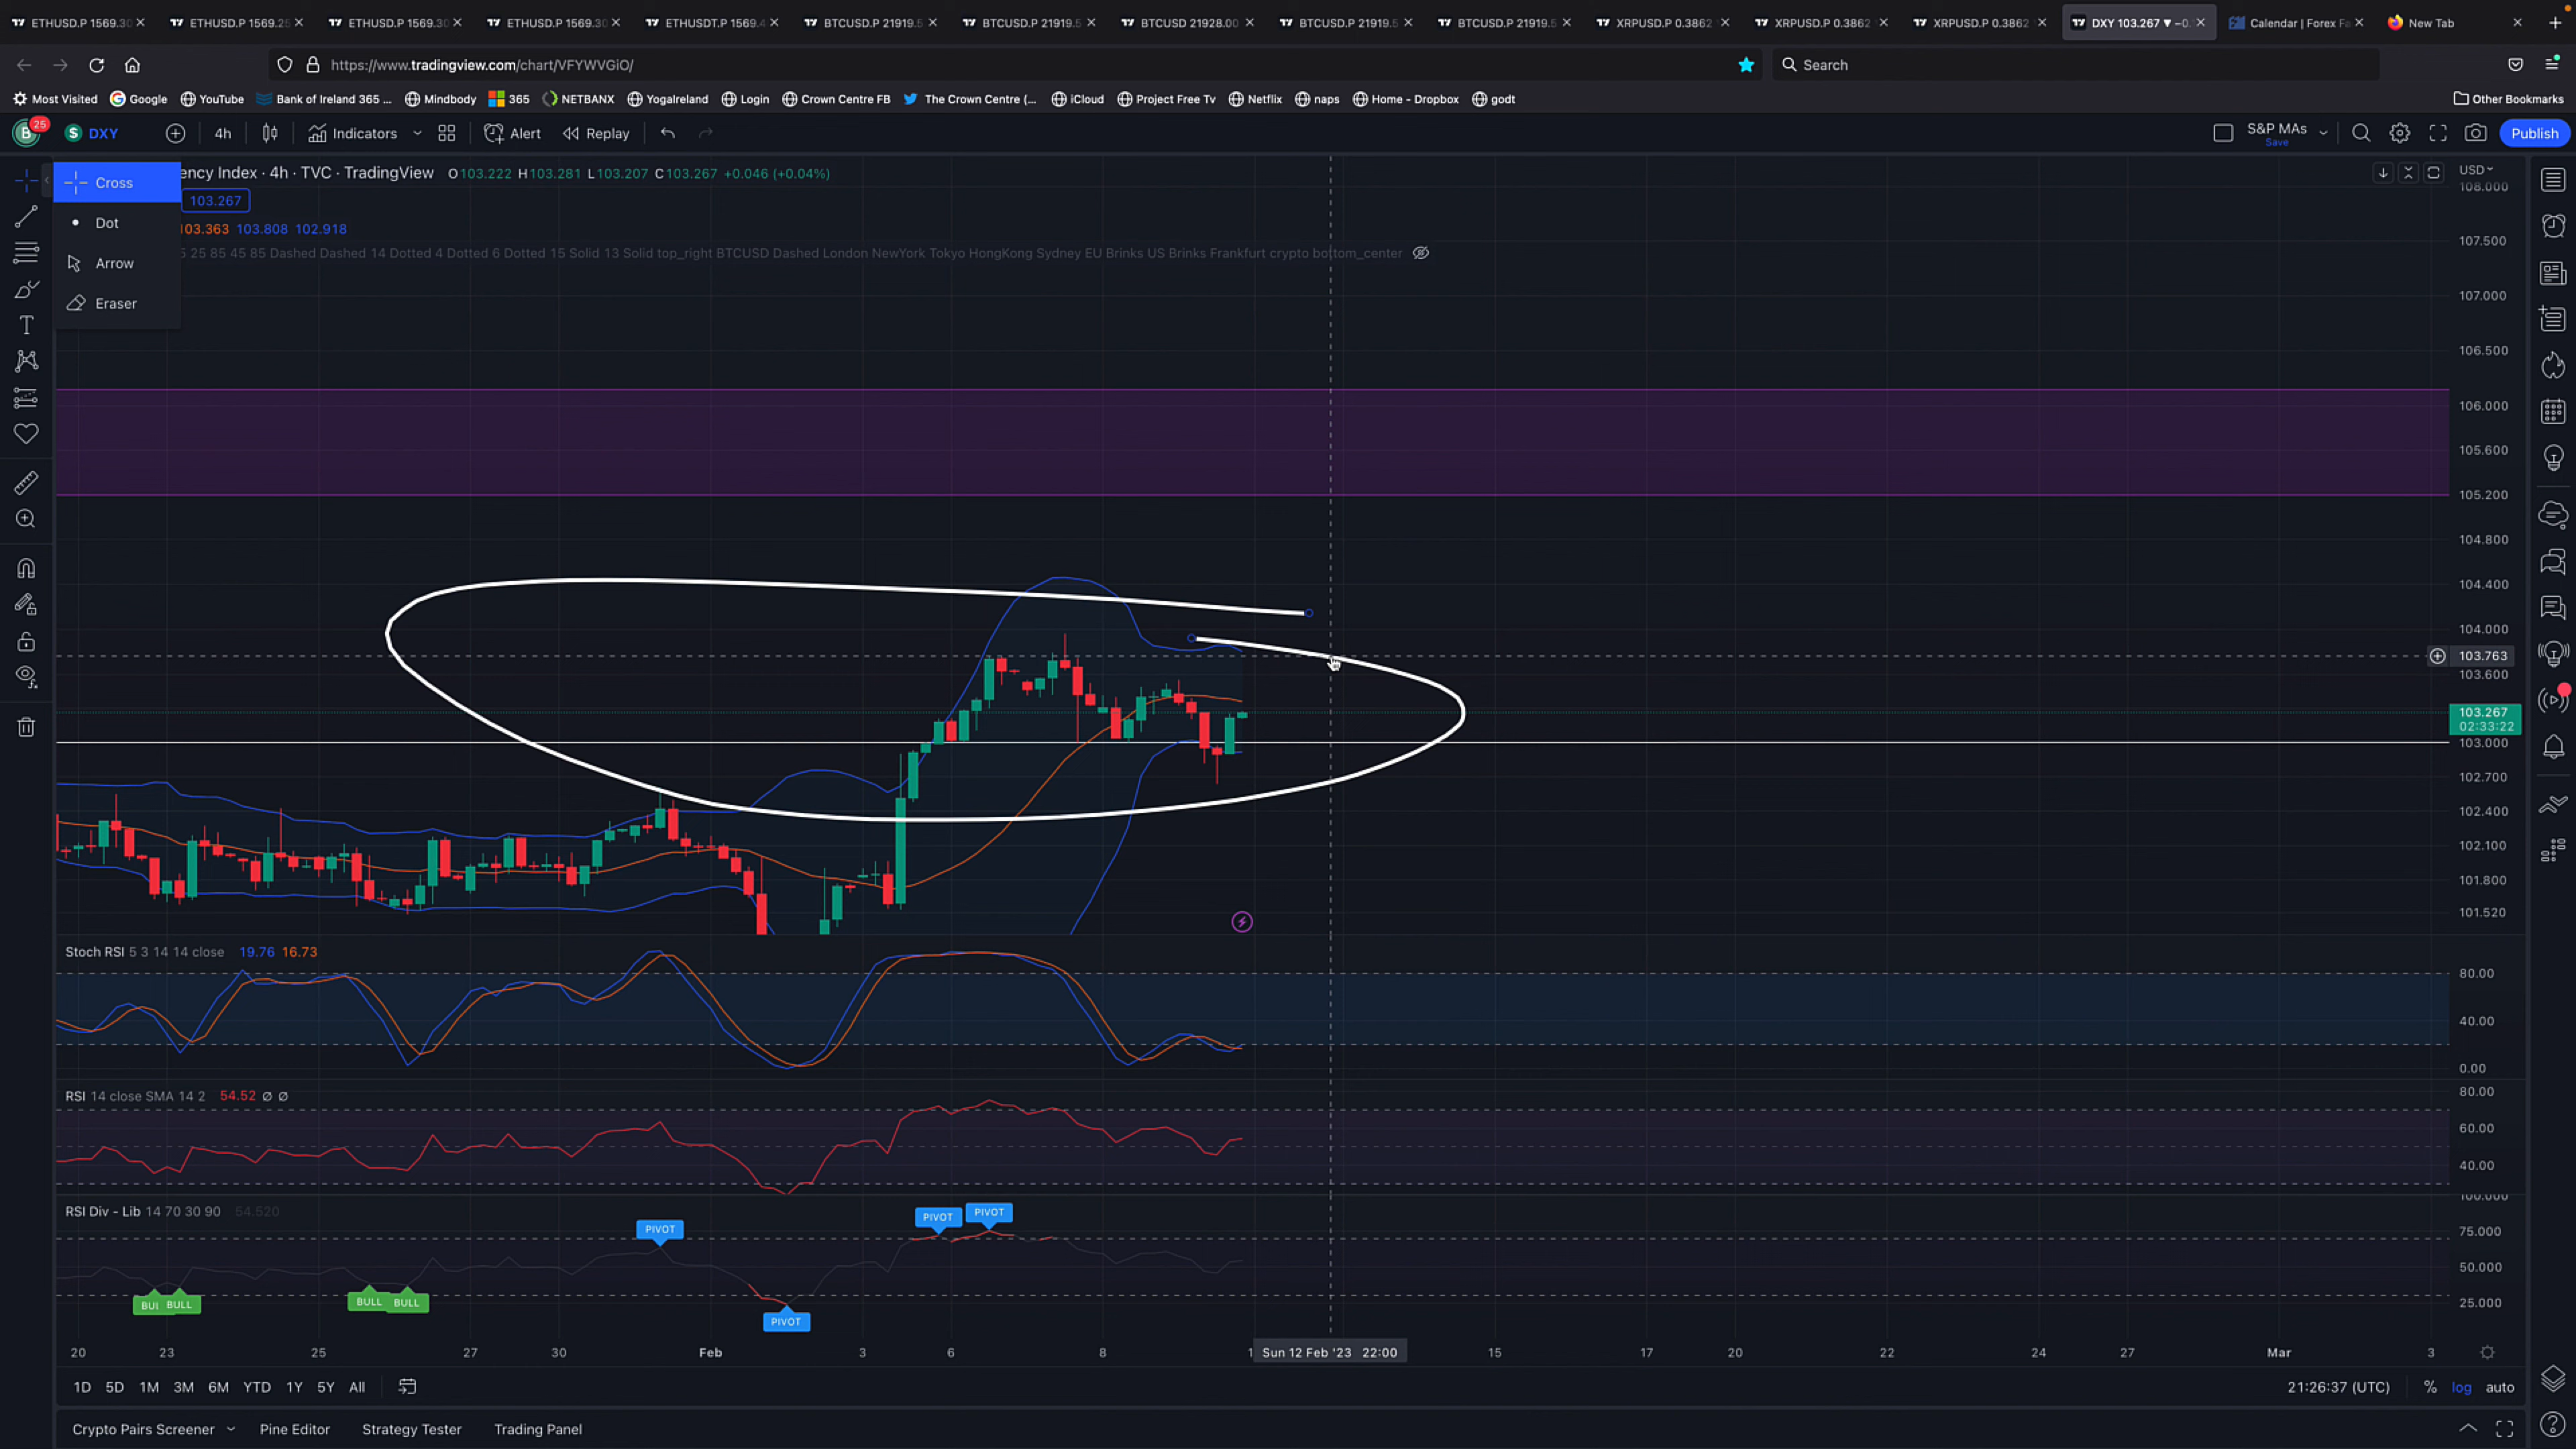 ETHUSD.P 1569.30 ETHUSD.P 1569.25 ETHUSD.P 1569.30 ETHUSD.P 1569.30 ETHUSDT.P 1569.4 BTCUSD.P 21919.5 BTCUSD.P 21919.5 BTCUSD 21928.00 BTCUSD.P 21919.5 BTCUSD.P 21919.5 XRPUSD.P 0.3862 XRPUSD.P 0.3862 XRPUSD.P 0.3862 DXY 103.267 ▼ −0. Calendar | Forex Fa New Tab
https://www.tradingview.com/chart/VFYWVGiO/ Search
Most Visited Google YouTube Bank of Ireland 365 ... Mindbody 365 NETBANX YogaIreland Login Crown Centre FB The Crown Centre (... iCloud Project Free Tv Netflix naps Home - Dropbox godt Other Bookmarks
B 25 DXY 4h Indicators Alert Replay S&P MAs Save Publish
Cross ency Index · 4h · TVC · TradingView O103.222 H103.281 L103.207 C103.267 +0.046 (+0.04%) USD
108.000
103.267
Dot 103.363 103.808 102.918
107.500
5 25 85 45 85 Dashed Dashed 14 Dotted 4 Dotted 6 Dotted 15 Solid 13 Solid top_right BTCUSD Dashed London NewYork Tokyo HongKong Sydney EU Brinks US Brinks Frankfurt crypto bottom_center
Arrow
Eraser
107.000
106.500
106.000
105.600
105.200
104.800
104.400
104.000
103.763
103.600
103.267
02:33:22
103.000
102.700
102.400
102.100
101.800
101.520
Stoch RSI 5 3 14 14 close 19.76 16.73
80.00
40.00
0.00
RSI 14 close SMA 14 2 54.52 ∅ ∅
80.00
60.00
40.00
RSI Div - Lib 14 70 30 90 54.520
100.000
PIVOT PIVOT PIVOT
75.000
50.000
BUI BULL BULL BULL
25.000
PIVOT
20 23 25 27 30 Feb 3 6 8 1 Sun 12 Feb '23 22:00 15 17 20 22 24 27 Mar 3
1D 5D 1M 3M 6M YTD 1Y 5Y All 21:26:37 (UTC) % log auto
Crypto Pairs Screener Pine Editor Strategy Tester Trading Panel